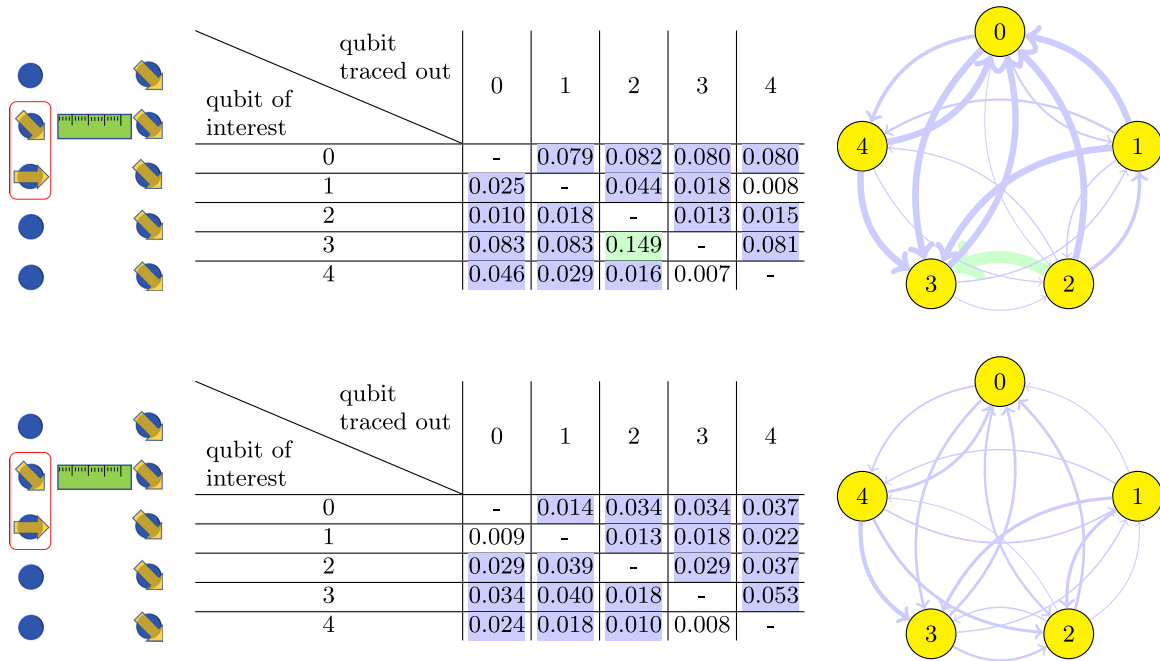 qubit
traced out
qubit of
interest
0 1 2 3 4
0 - 0.079 0.082 0.080 0.080
1 0.025 - 0.044 0.018 0.008
2 0.010 0.018 - 0.013 0.015
3 0.083 0.083 0.149 - 0.081
4 0.046 0.029 0.016 0.007 -
0
4
1
3
2
qubit
traced out
qubit of
interest
0 1 2 3 4
0 - 0.014 0.034 0.034 0.037
1 0.009 - 0.013 0.018 0.022
2 0.029 0.039 - 0.029 0.037
3 0.034 0.040 0.018 - 0.053
4 0.024 0.018 0.010 0.008 -
0
4
1
3
2